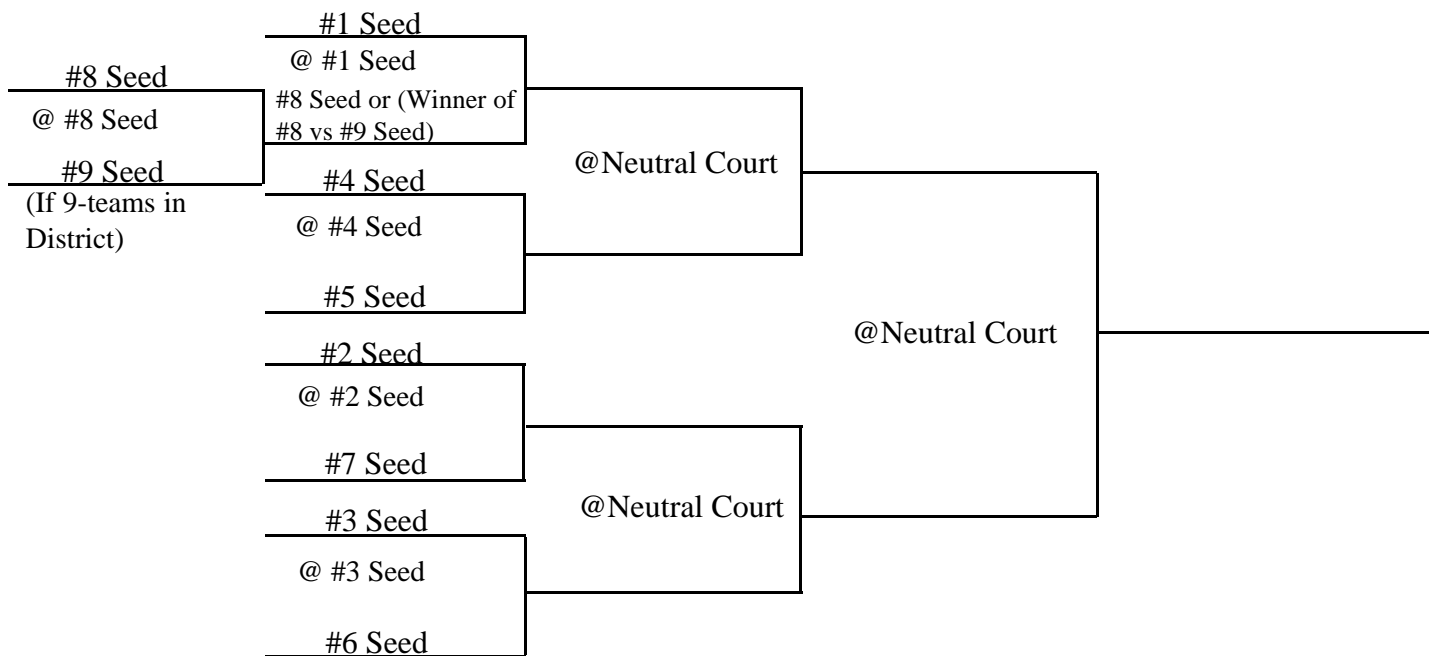 #8 Seed
@ #8 Seed
#9 Seed
(If 9-teams in
District)
#1 Seed
@ #1 Seed
#8 Seed or (Winner of
#8 vs #9 Seed)
#4 Seed
@ #4 Seed
#5 Seed
#2 Seed
@ #2 Seed
#7 Seed
#3 Seed
@ #3 Seed
#6 Seed
@Neutral Court
@Neutral Court
@Neutral Court